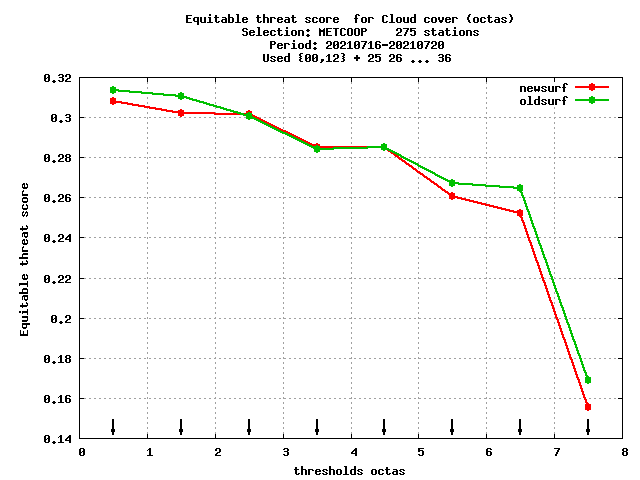 Equitable threat score  for Cloud cover (octas)
Selection: METCOOP    275 stations
Period: 20210716-20210720
Used {00,12} + 25 26 ... 36
newsurf
oldsurf
0.32
0.3
0.28
0.26
0.24
0.22
0.2
0.18
0.16
0.14
Equitable threat score
0 1 2 3 4 5 6 7 8
thresholds octas